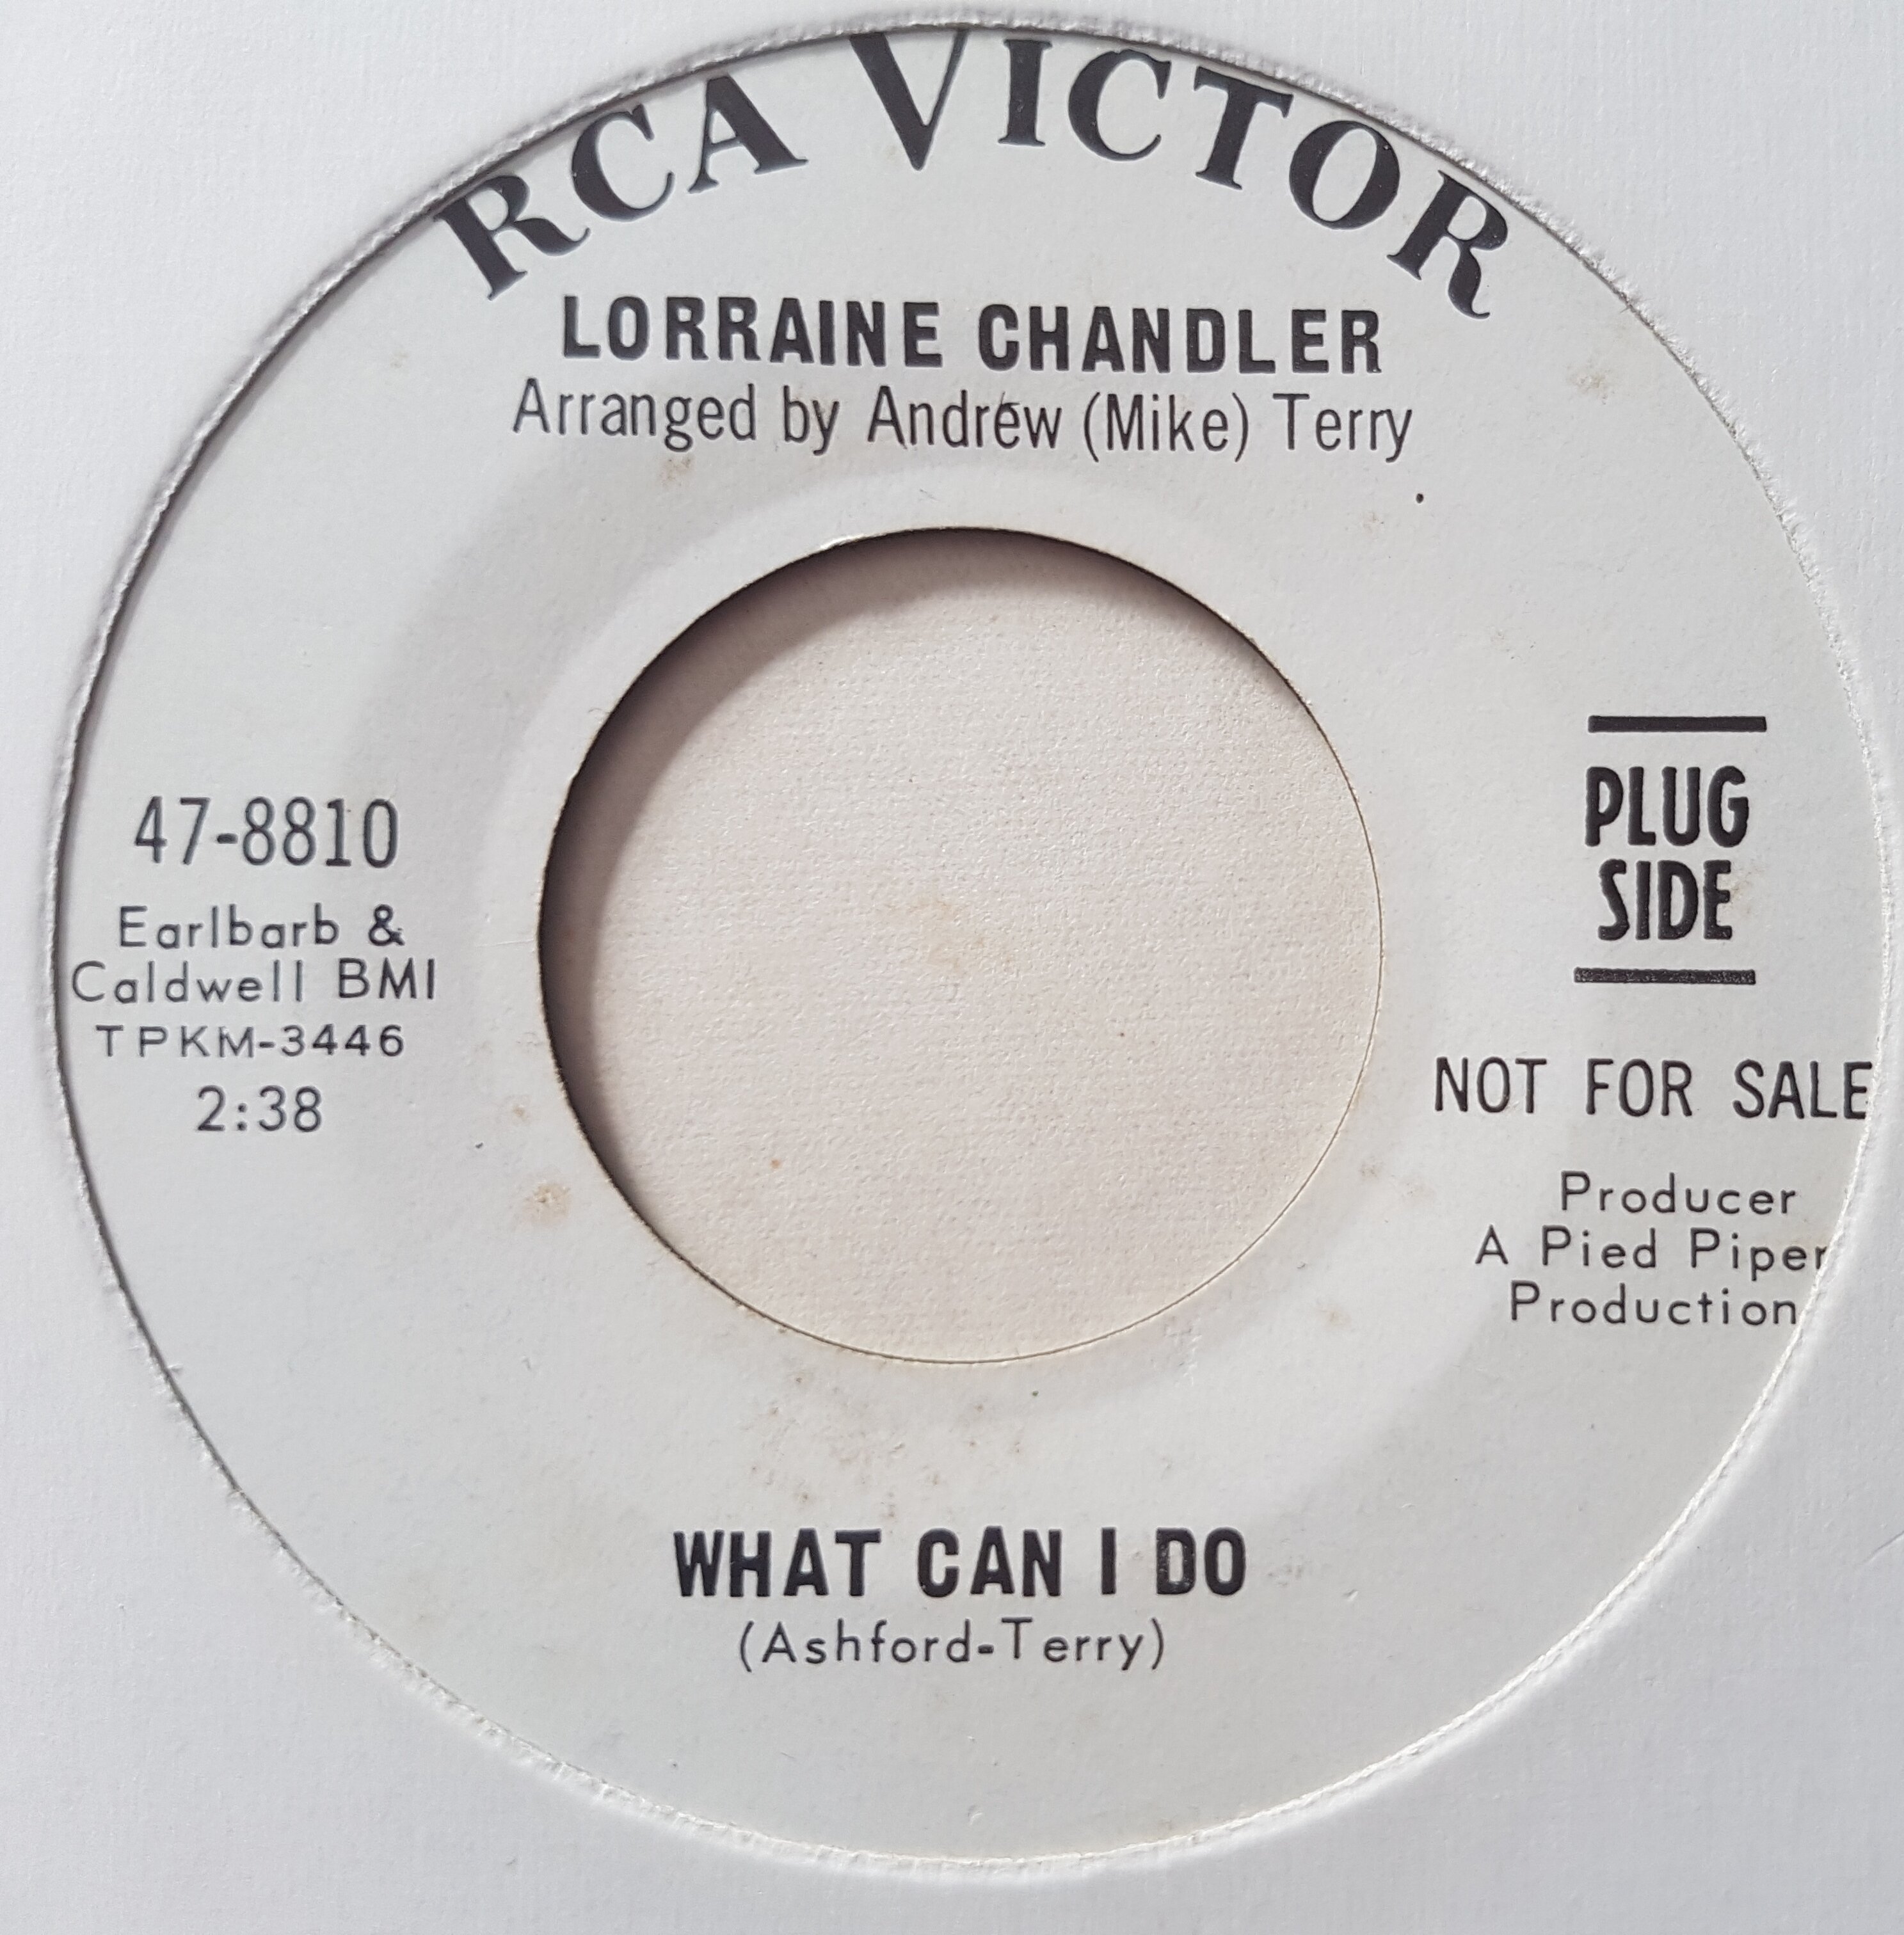 RCA VICTOR
LORRAINE CHANDLER
Arranged by Andrew (Mike) Terry
47-8810
Earlbarb &
Caldwell BMI
TPKM-3446
2:38
PLUG
SIDE
NOT FOR SALE
Producer
A Pied Piper
Production
WHAT CAN I DO
(Ashford-Terry)